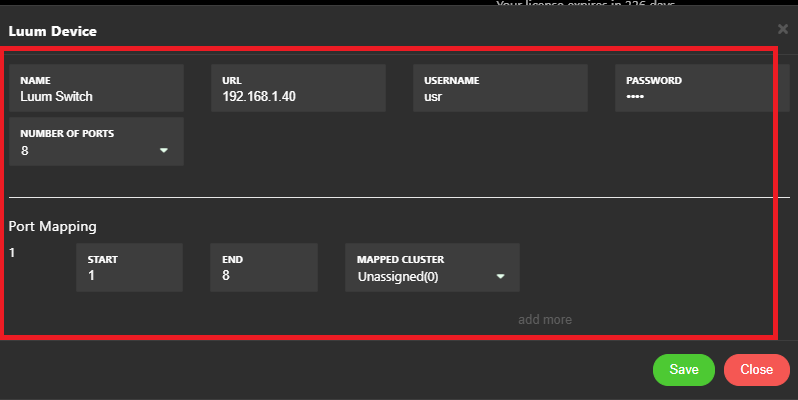 Your license expires in 226 days
Luum Device ×
NAME URL USERNAME PASSWORD
Luum Switch 192.168.1.40 usr ••••
NUMBER OF PORTS
8
Port Mapping
1 START END MAPPED CLUSTER
1 8 Unassigned(0)
add more
Save Close